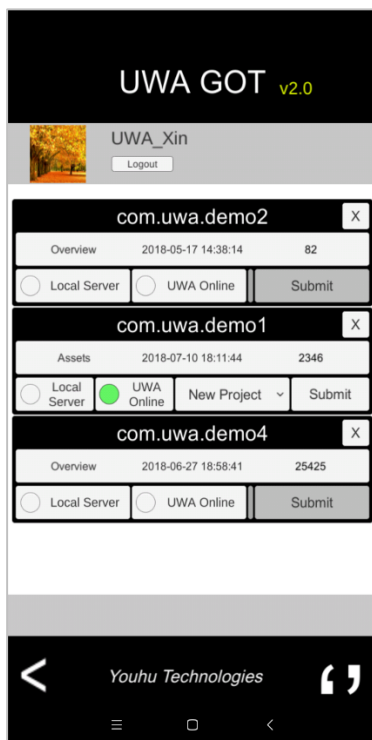 UWA GOT v2.0
UWA_Xin
Logout
com.uwa.demo2 X
Overview 2018-05-17 14:38:14 82
Local Server UWA Online Submit
com.uwa.demo1 X
Assets 2018-07-10 18:11:44 2346
Local Server UWA Online New Project Submit
com.uwa.demo4 X
Overview 2018-06-27 18:58:41 25425
Local Server UWA Online Submit
Youhu Technologies